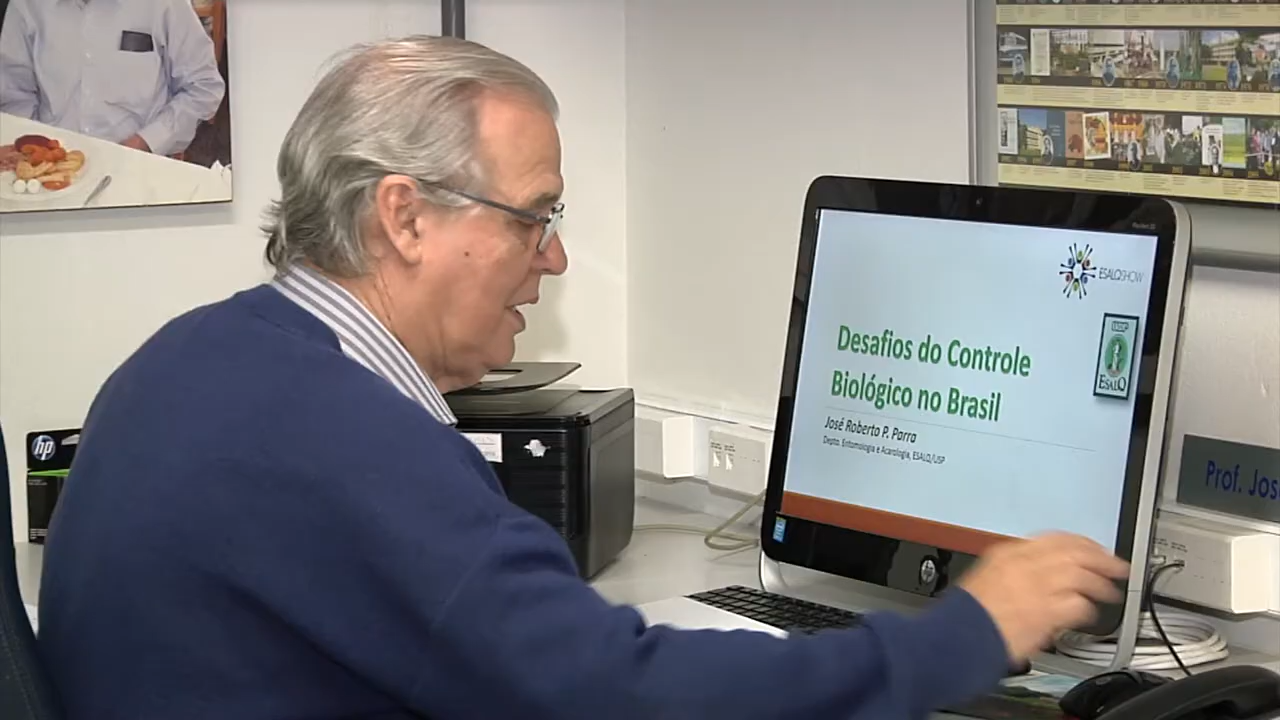 ESALQSHOW
Desafios do Controle
Biológico no Brasil
ESALQ
José Roberto P. Parra
Depto. Entomologia e Acarologia, ESALQ/USP
hp
Prof. Jos